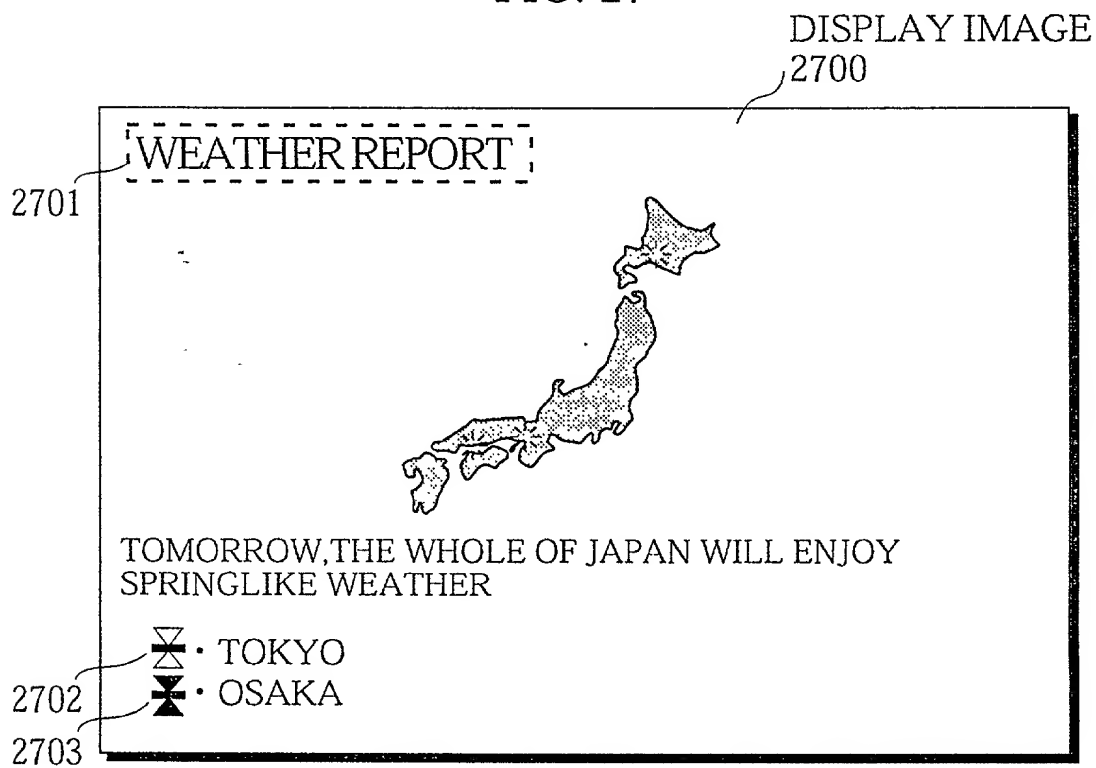 DISPLAY IMAGE
2700
WEATHER REPORT
2701
TOMORROW,THE WHOLE OF JAPAN WILL ENJOY
SPRINGLIKE WEATHER
· TOKYO
2702
· OSAKA
2703